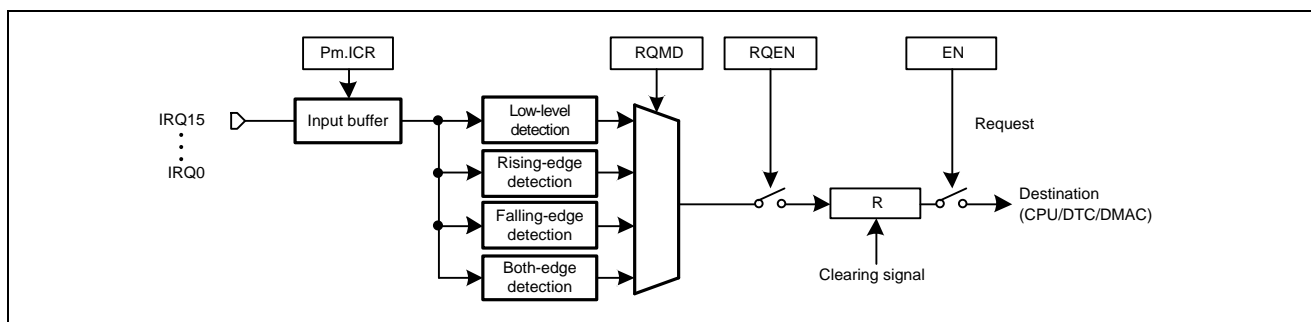 Pm.ICR
RQMD
RQEN
EN
IRQ15
IRQ0
Input buffer
Low-level
detection
Rising-edge
detection
Falling-edge
detection
Both-edge
detection
Request
R
Clearing signal
Destination
(CPU/DTC/DMAC)